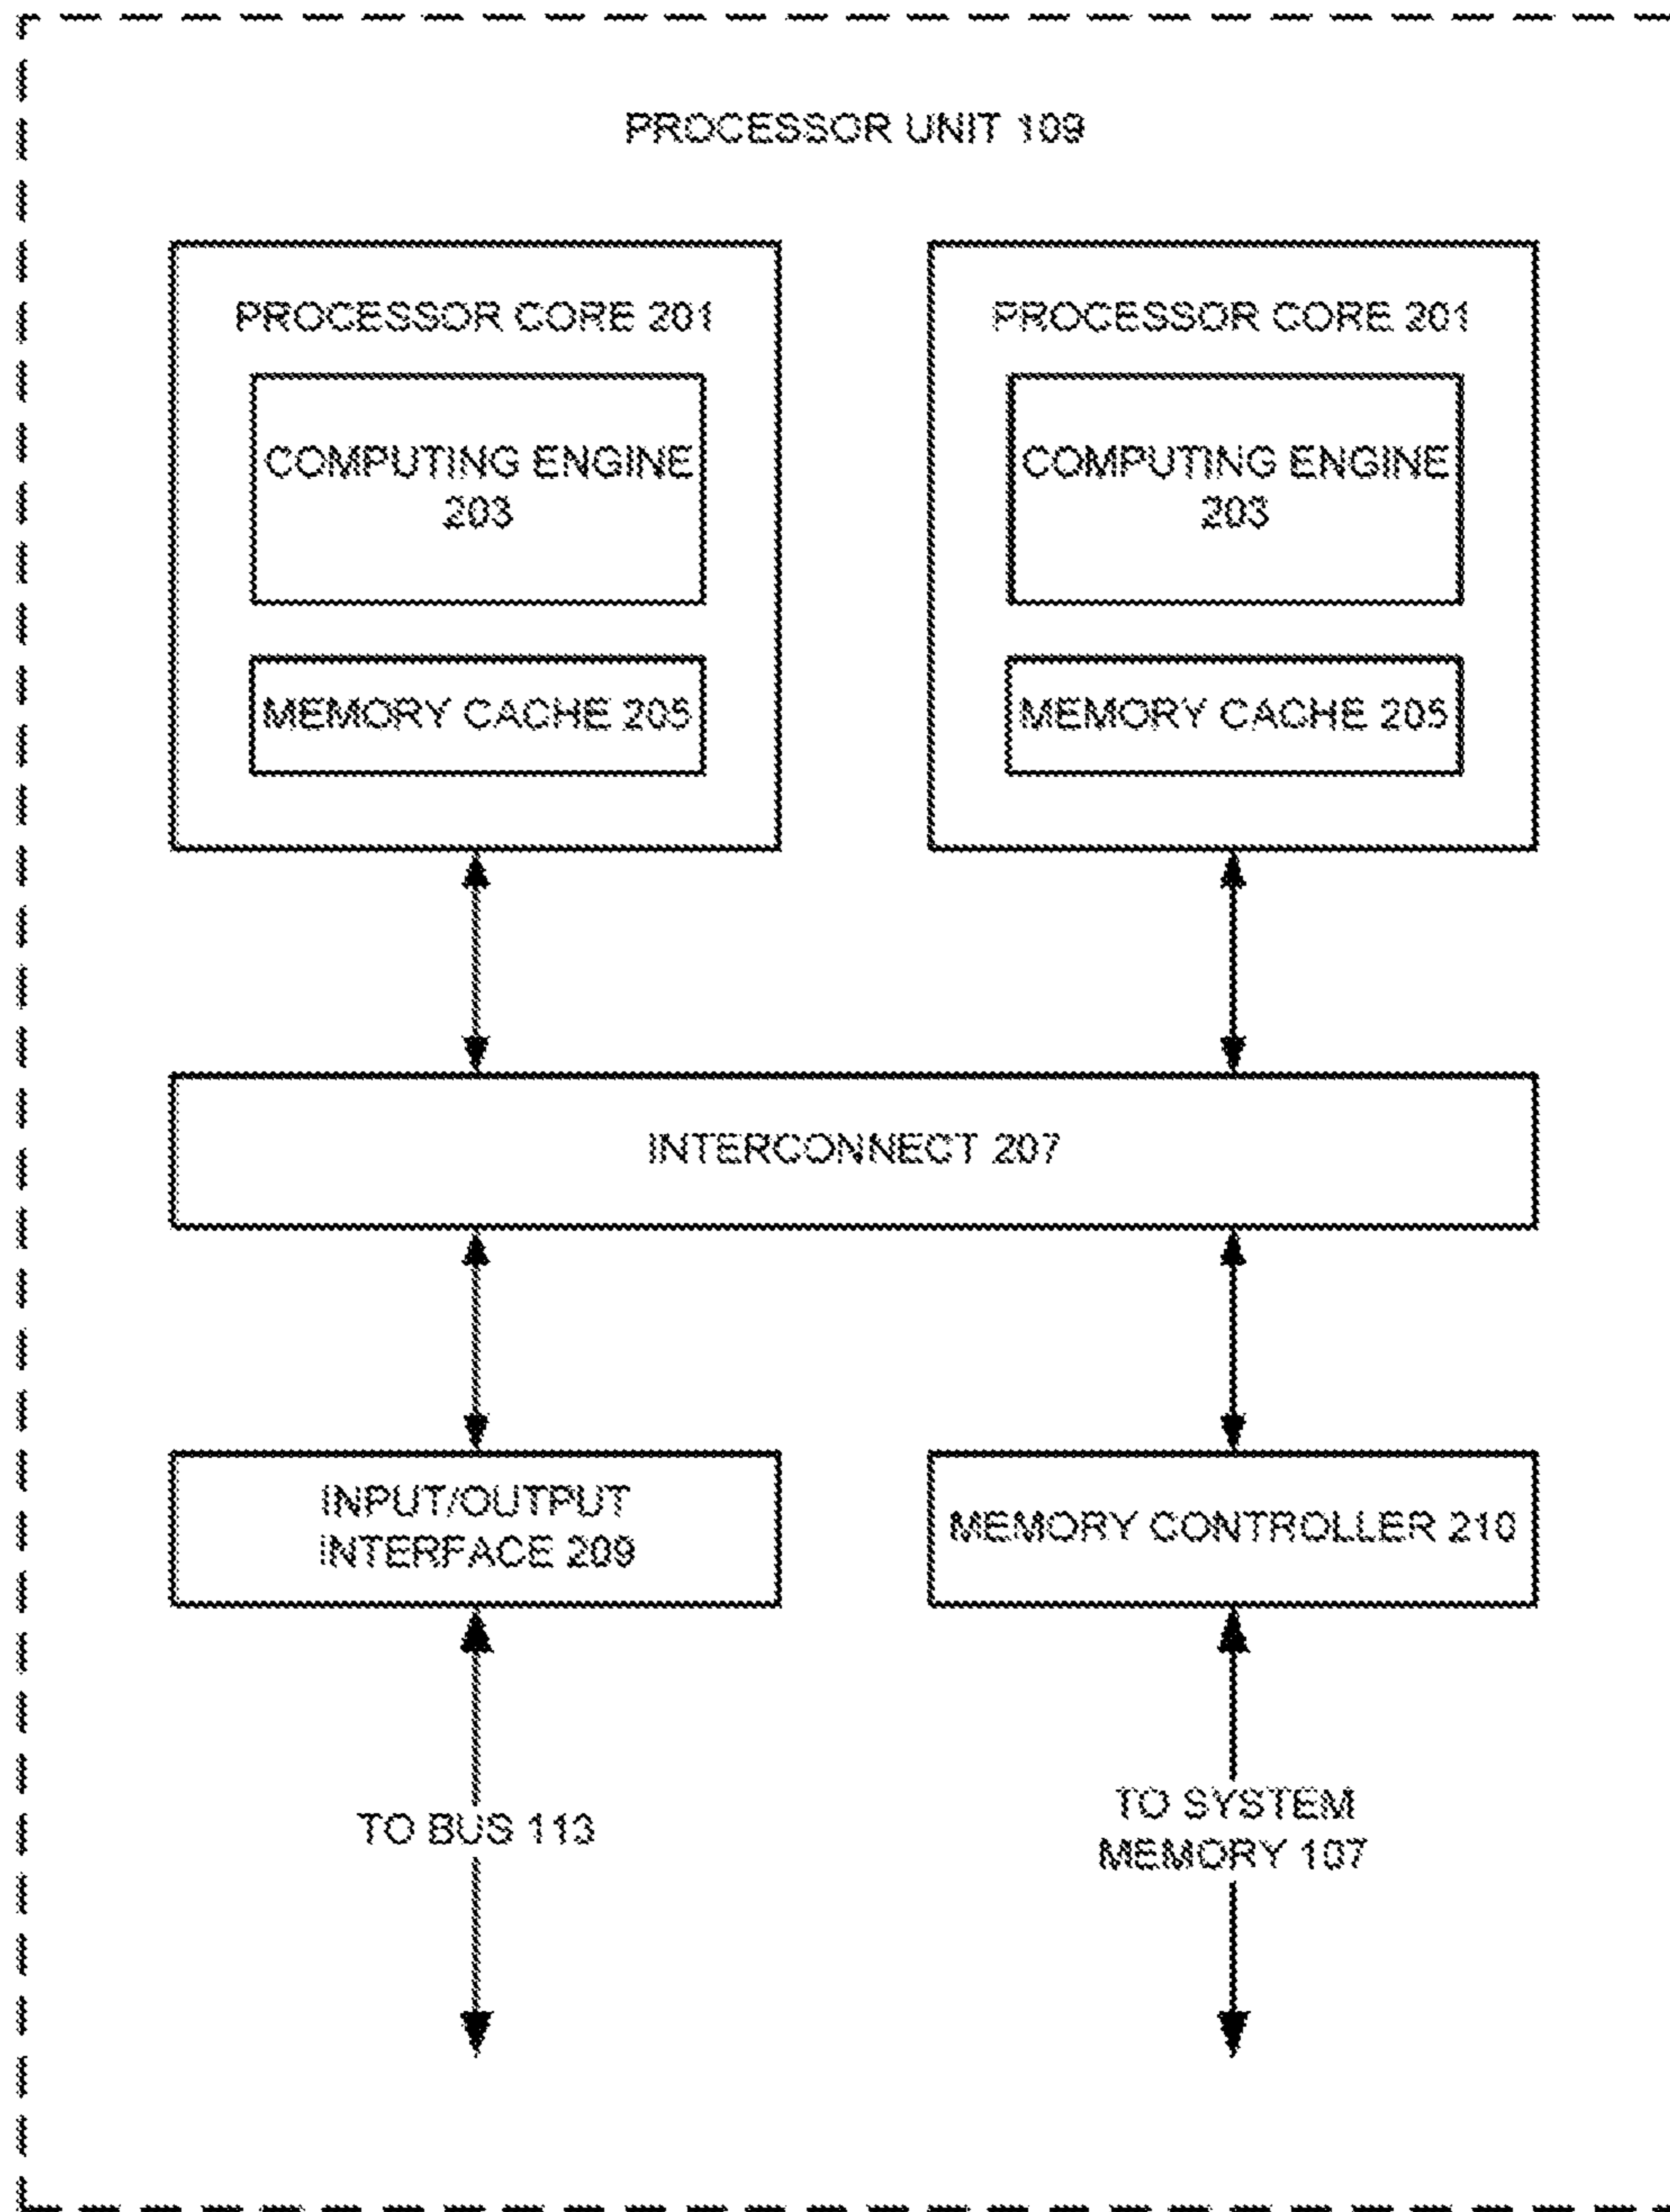 PROCESSOR UNIT 109
PROCESSOR CORE 201
COMPUTING ENGINE
203
MEMORY CACHE 205
PROCESSOR CORE 201
COMPUTING ENGINE
203
MEMORY CACHE 205
INTERCONNECT 207
INPUT/OUTPUT
INTERFACE 209
MEMORY CONTROLLER 210
TO BUS 113
TO SYSTEM
MEMORY 107